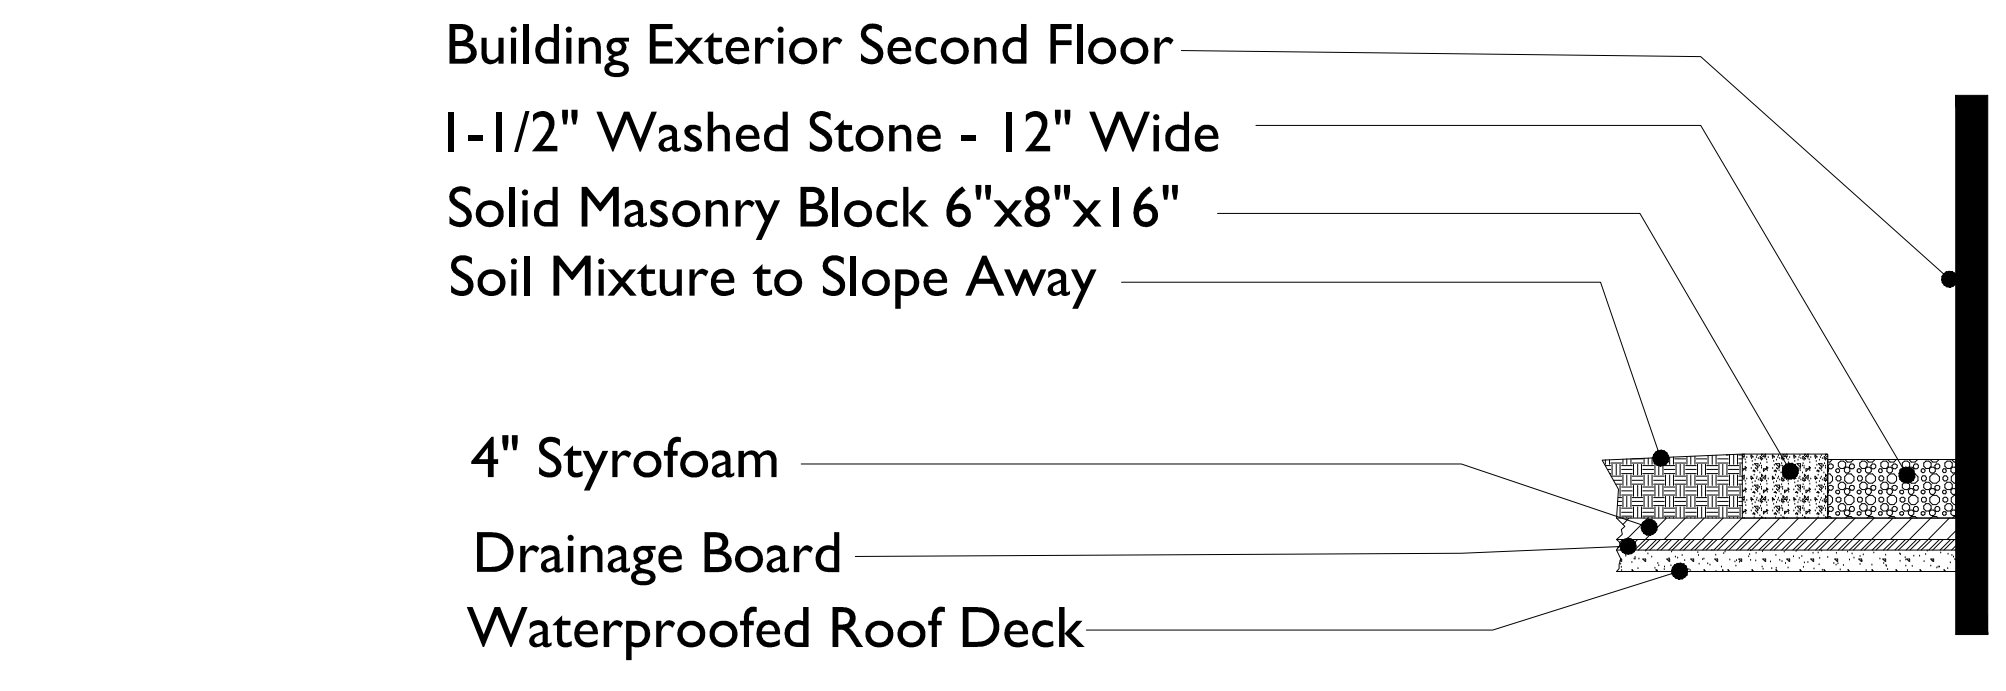 Building Exterior Second Floor
1-1/2" Washed Stone - 12" Wide
Solid Masonry Block 6"x8"x16"
Soil Mixture to Slope Away
4" Styrofoam
Drainage Board
Waterproofed Roof Deck